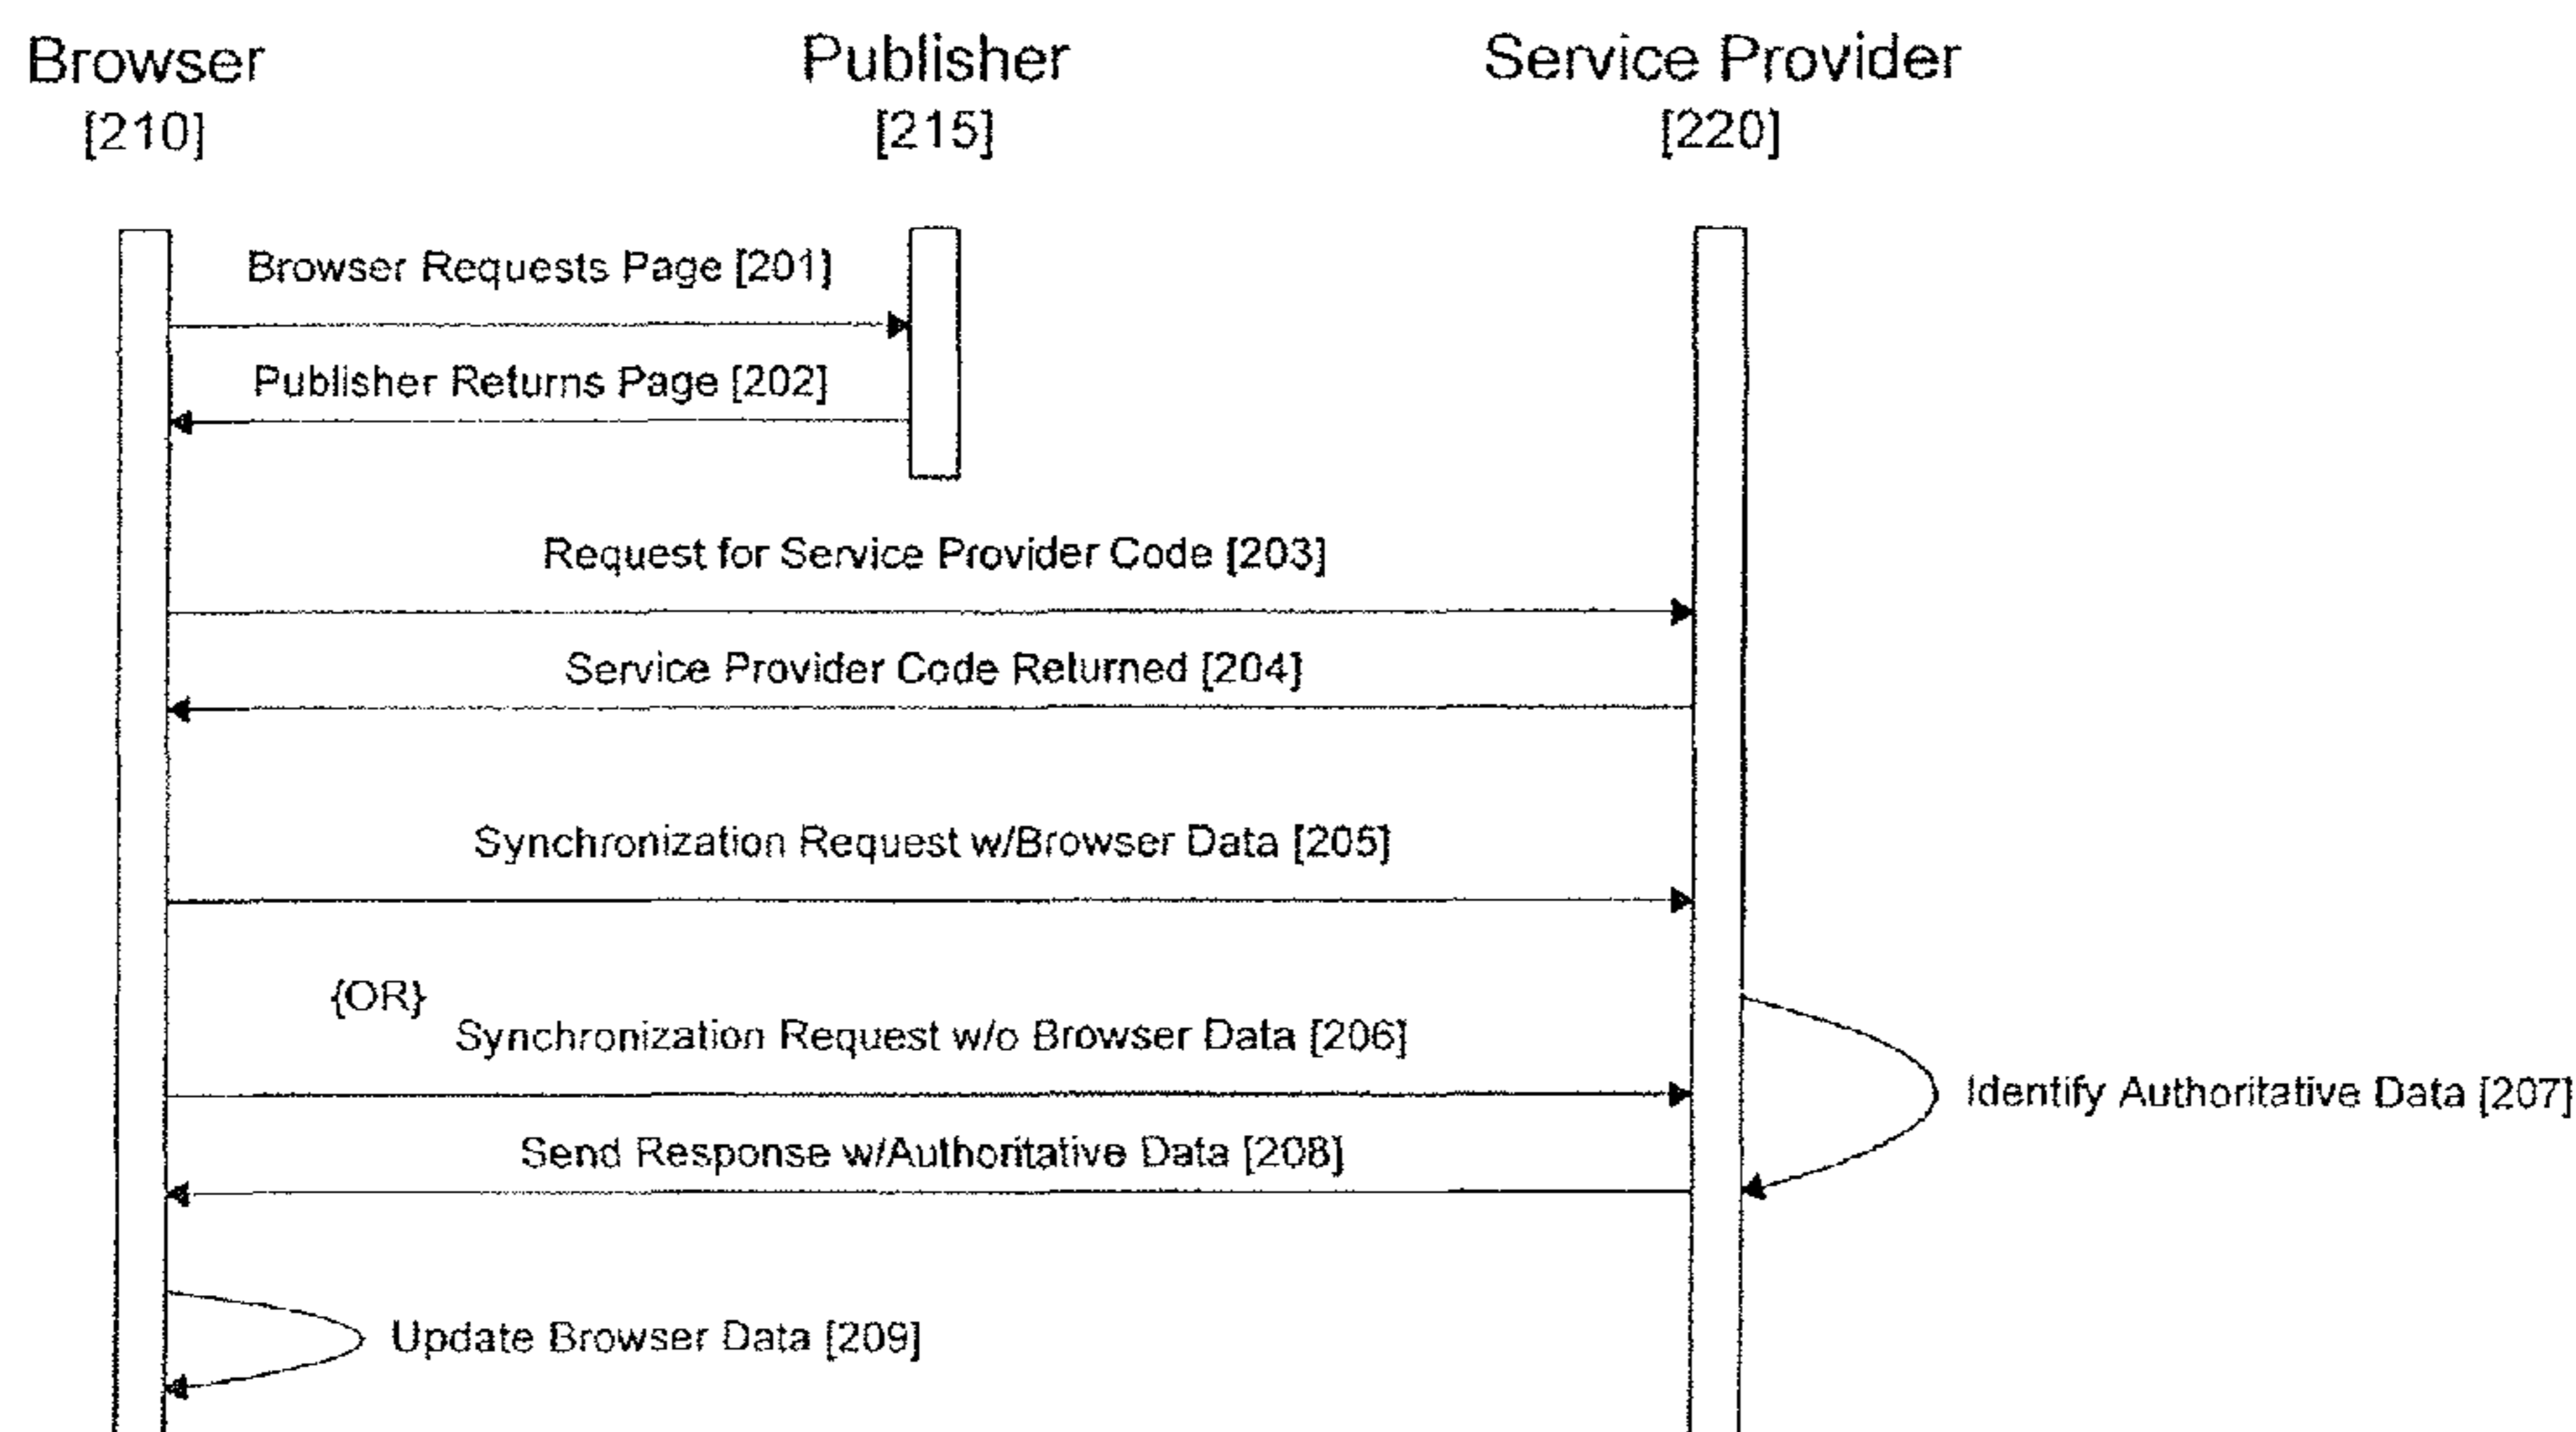 Browser
[210]
Publisher
[215]
Service Provider
[220]
Browser Requests Page [201]
Publisher Returns Page [202]
Request for Service Provider Code [203]
Service Provider Code Returned [204]
Synchronization Request w/Browser Data [205]
{OR}
Synchronization Request w/o Browser Data [206]
Identify Authoritative Data [207]
Send Response w/Authoritative Data [208]
Update Browser Data [209]